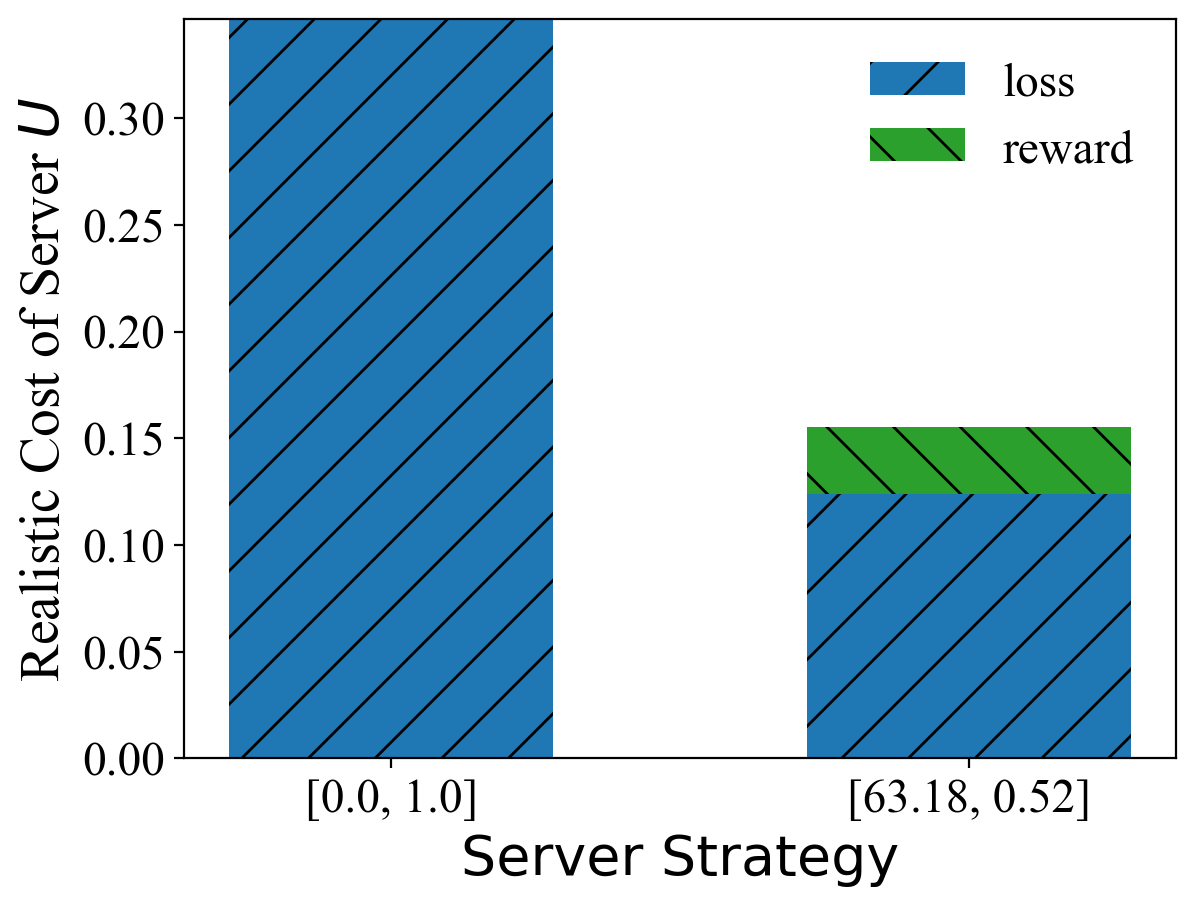 Realistic Cost of Server U
0.30
0.25
0.20
0.15
0.10
0.05
0.00
loss
reward
[0.0, 1.0]
[63.18, 0.52]
Server Strategy